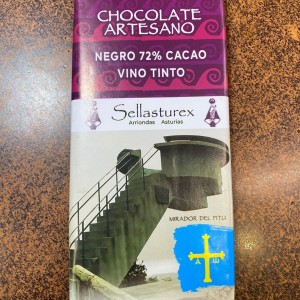 CHOCOLATE
ARTESANO
NEGRO 72% CACAO
VINO TINTO
Sellasturex
Arriondas Asturias
MIRADOR DEL FITU